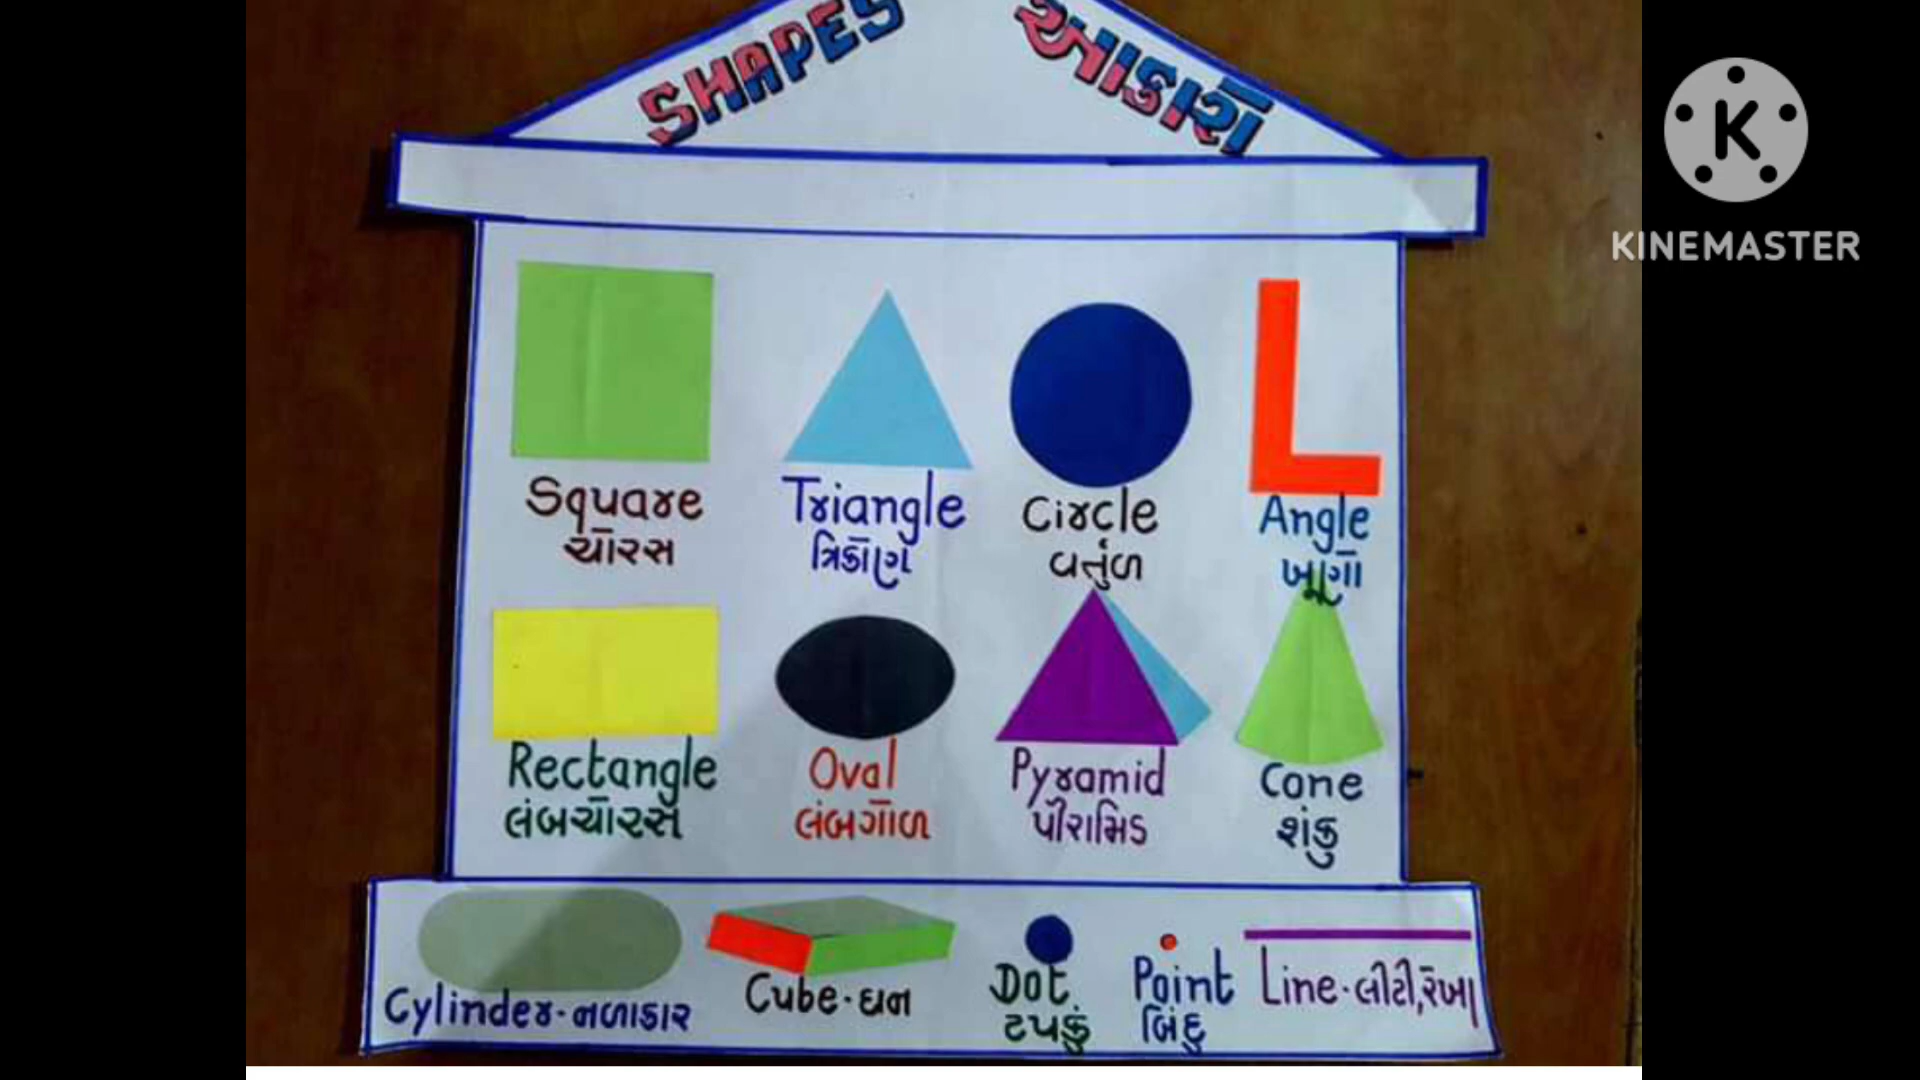 SHAPES આકારો
K
KINEMASTER
Square Triangle Circle Angle
ચોરસ ત્રિકોણ વર્તુળ ખૂણો
Rectangle Oval Pyramid Cone
લંબચોરસ લંબગોળ પીરામિડ શંકુ
Cylinder-નળાકાર Cube-ઘન Dot Point Line-લીટી,રેખા
ટપકું બિંદુ